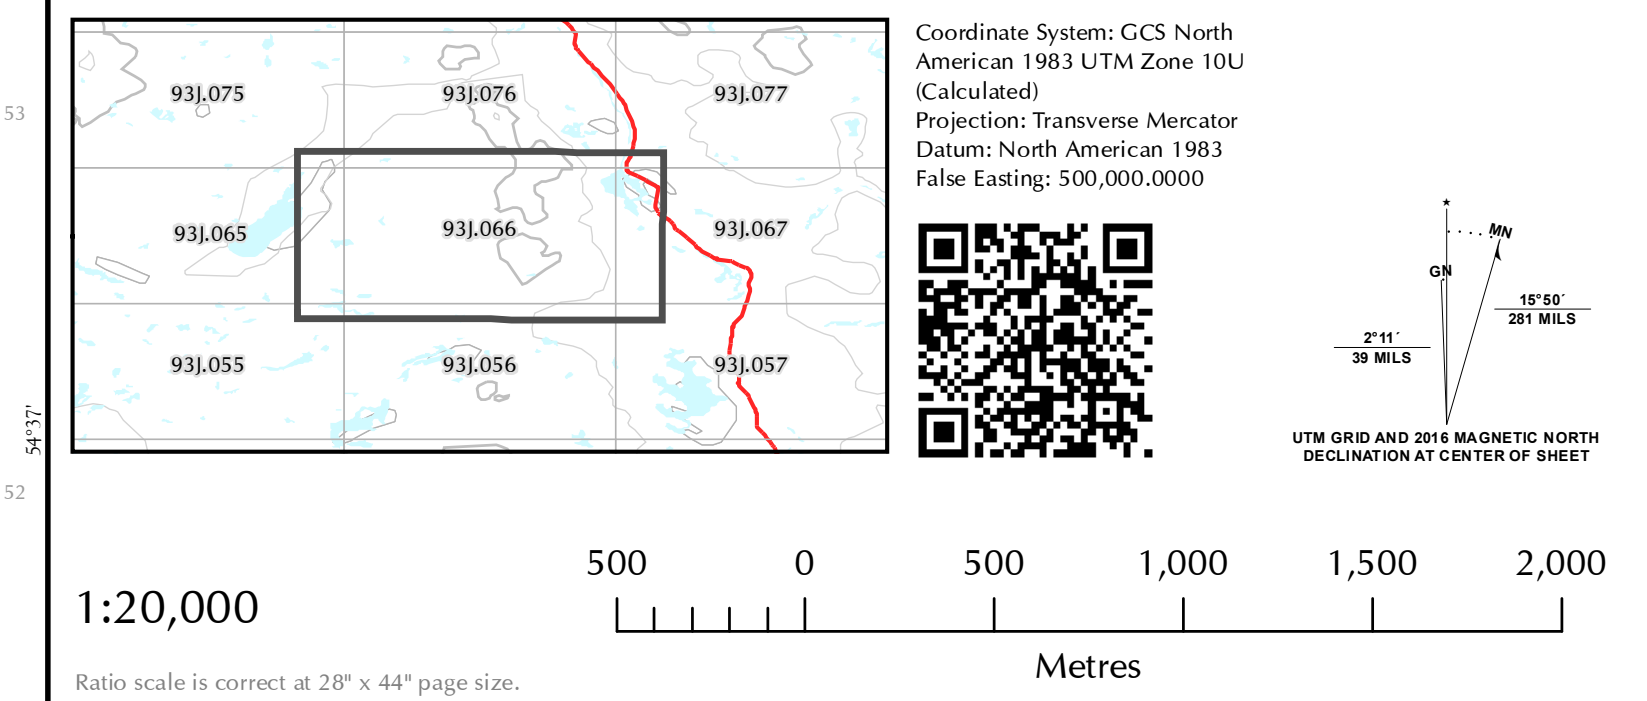 53
93J.075
93J.076
93J.077
93J.065
93J.066
93J.067
93J.055
93J.056
93J.057
54°37'
52
Coordinate System: GCS North
American 1983 UTM Zone 10U
(Calculated)
Projection: Transverse Mercator
Datum: North American 1983
False Easting: 500,000.0000
MN
GN
15°50´
281 MILS
2°11´
39 MILS
UTM GRID AND 2016 MAGNETIC NORTH
DECLINATION AT CENTER OF SHEET
1:20,000
500 0 500 1,000 1,500 2,000
Metres
Ratio scale is correct at 28" x 44" page size.